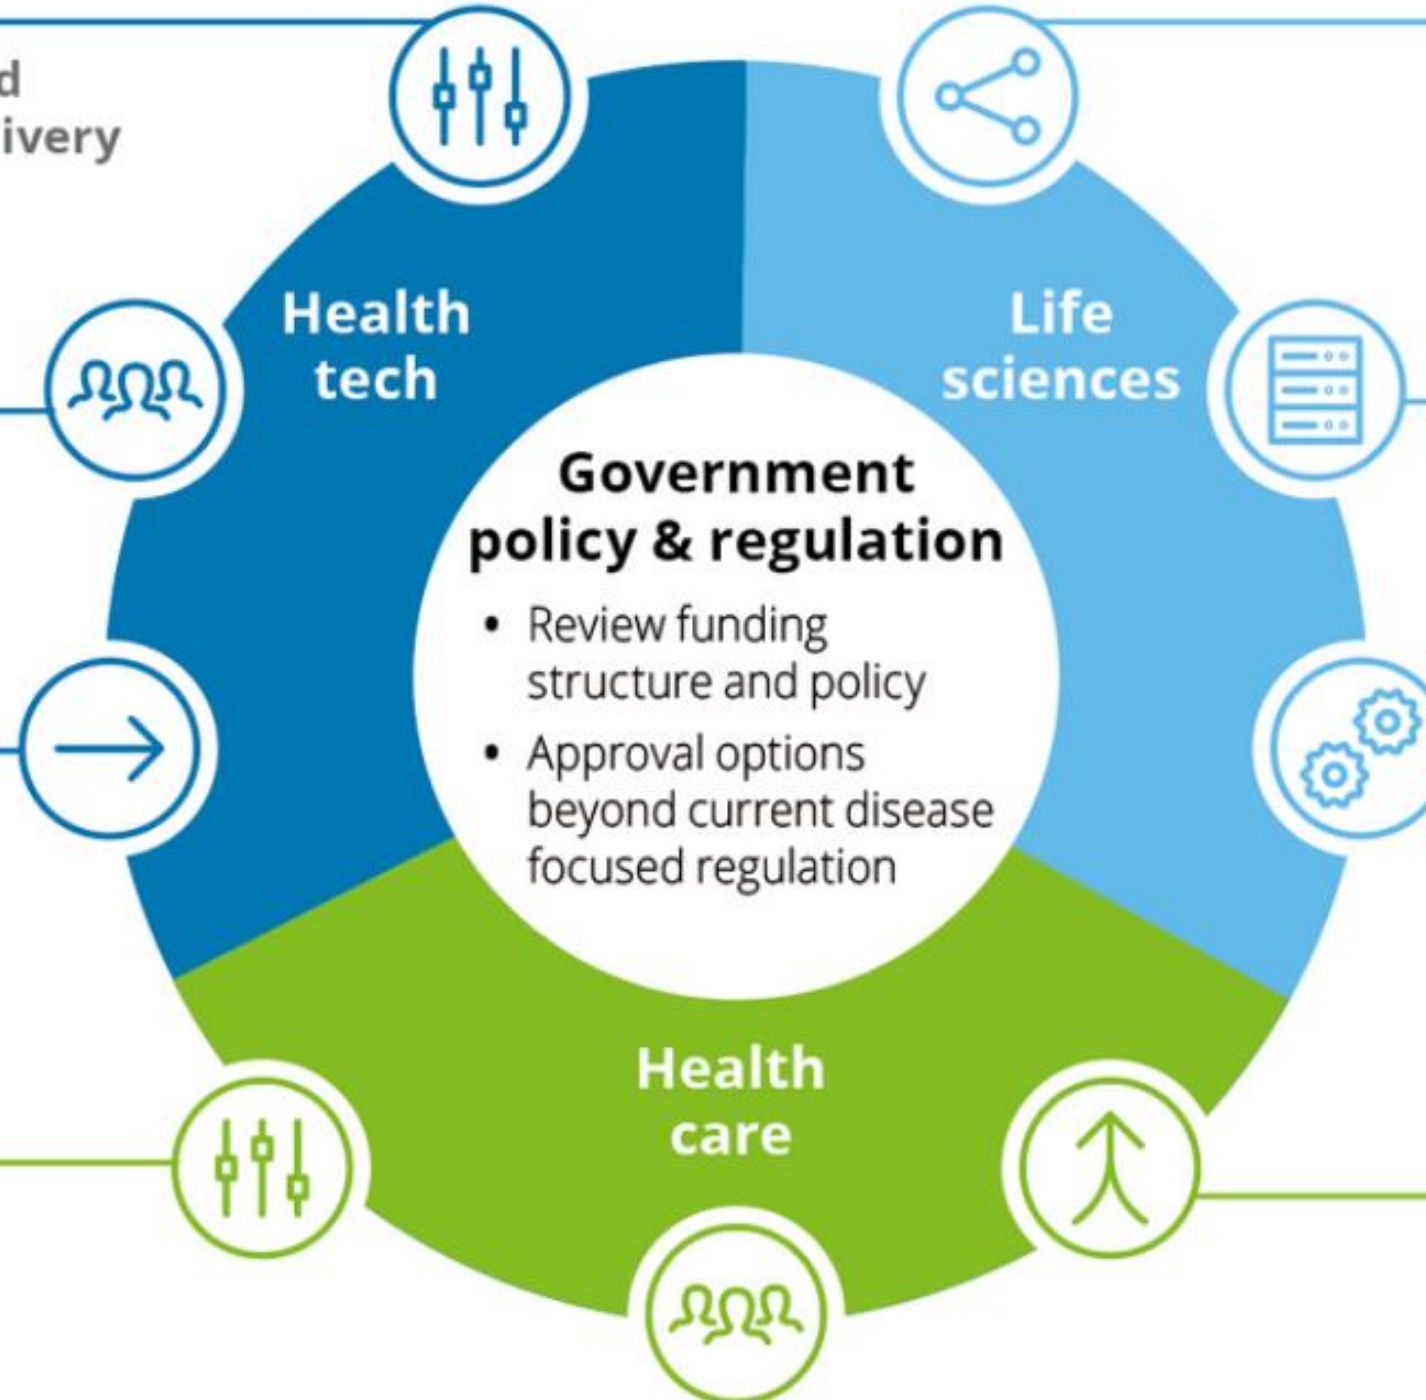 Health
tech
Life
sciences
Government
policy & regulation
• Review funding
structure and policy
• Approval options
beyond current disease
focused regulation
Health
care